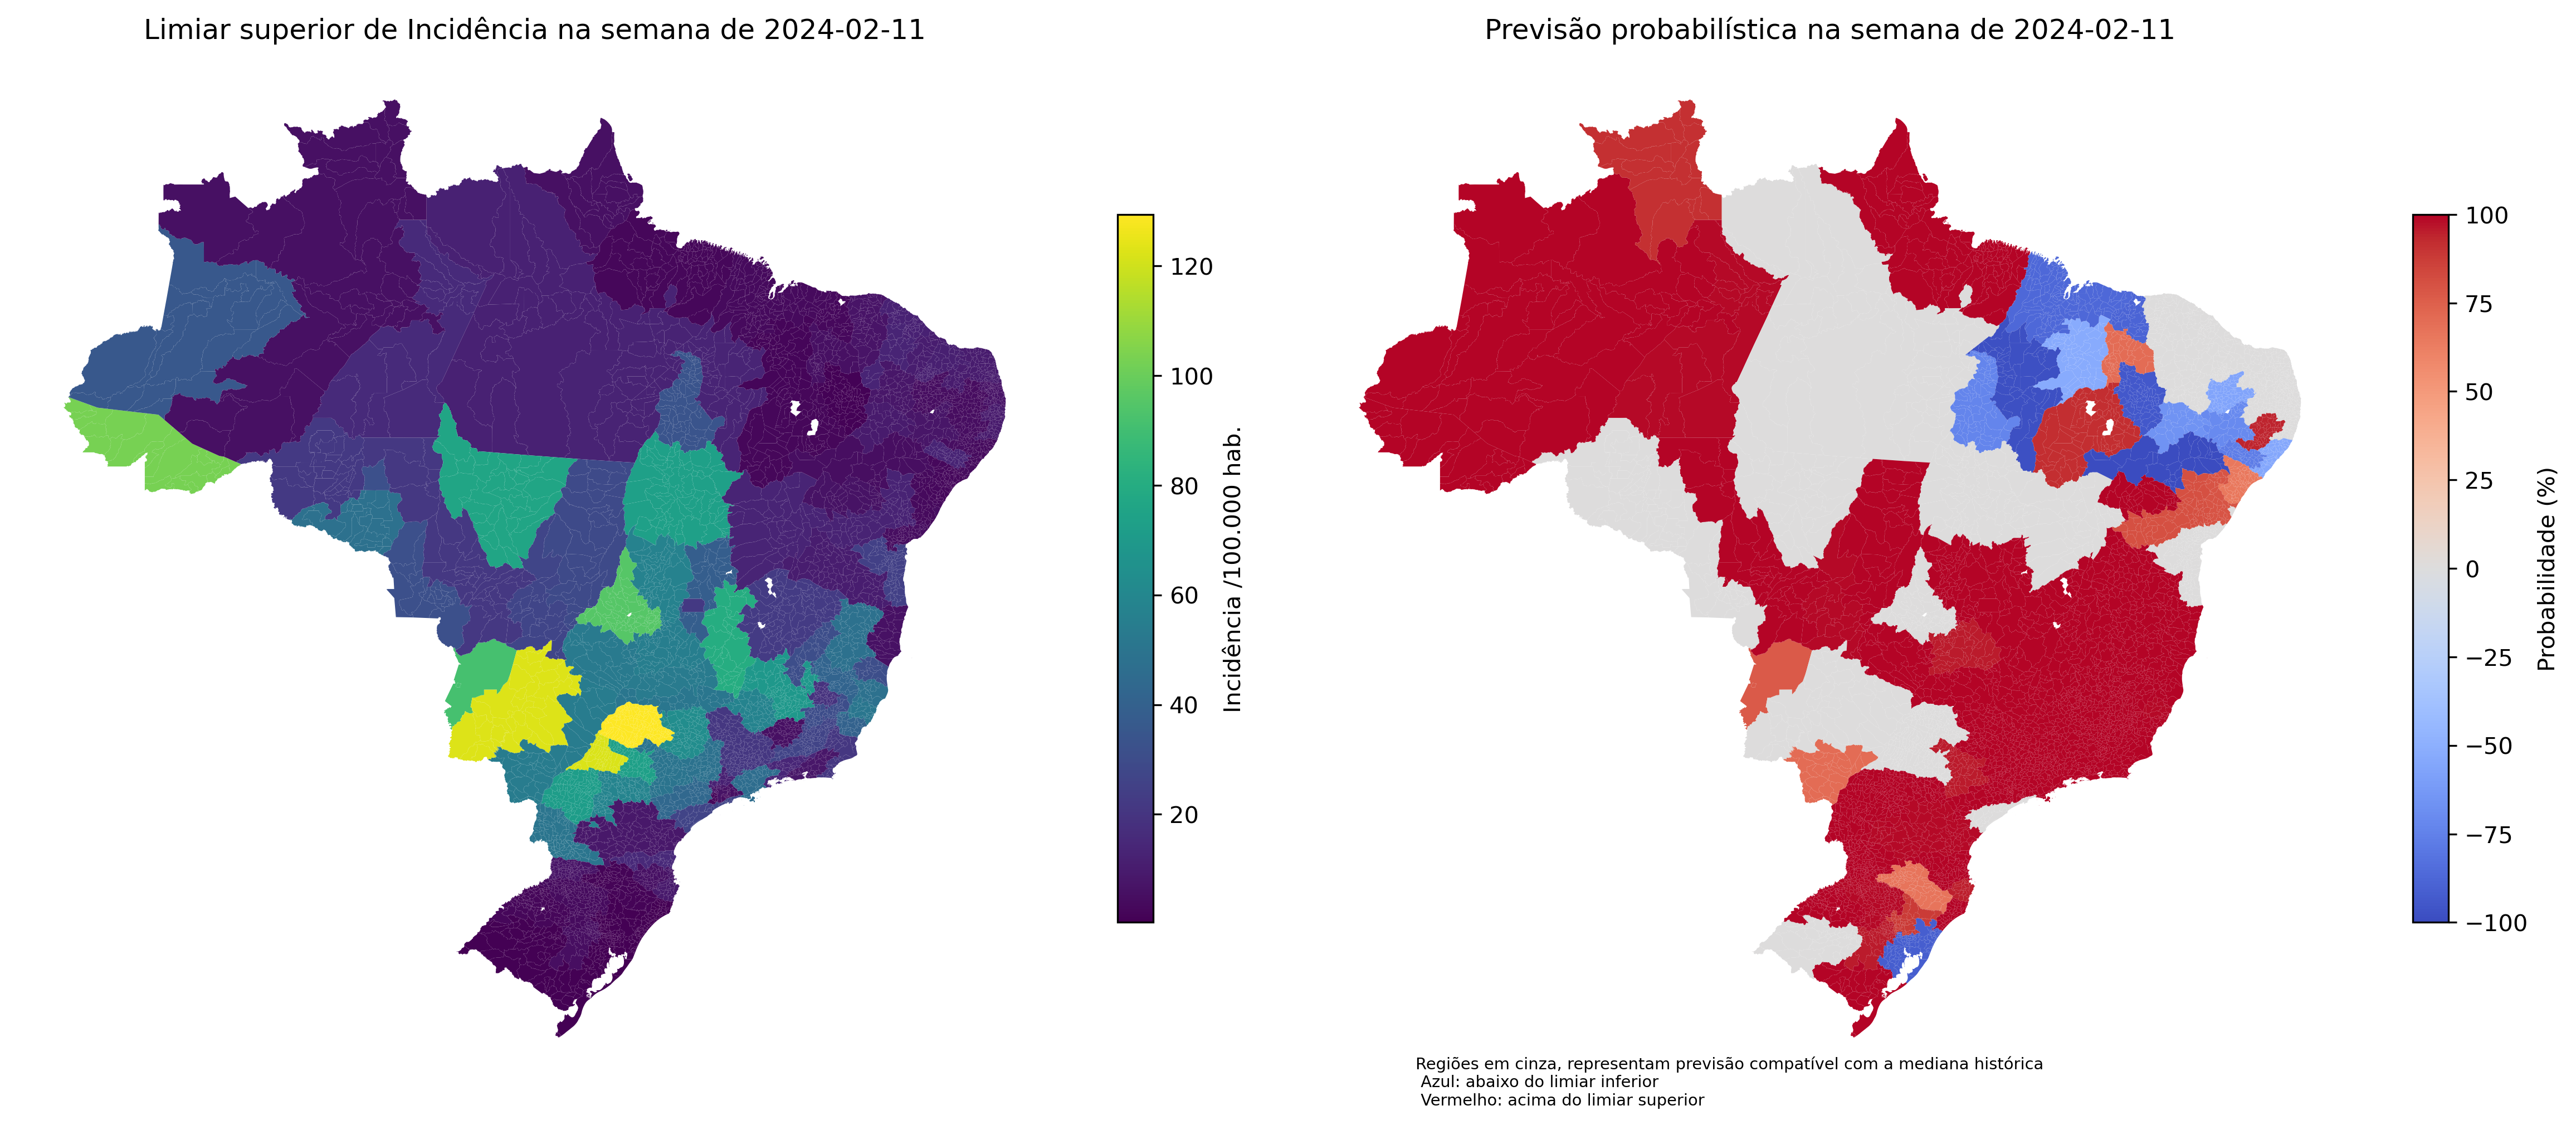 Limiar superior de Incidência na semana de 2024-02-11
120
100
80
60
40
20
Incidência /100.000 hab.
Previsão probabilística na semana de 2024-02-11
100
75
50
25
0
−25
−50
−75
−100
Probabilidade (%)
Regiões em cinza, representam previsão compatível com a mediana histórica
Azul: abaixo do limiar inferior
Vermelho: acima do limiar superior